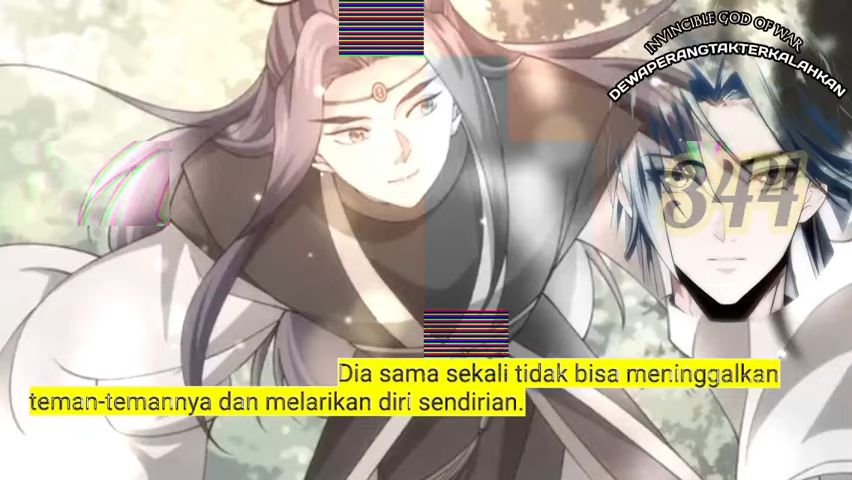 INVINCIBLE GOD OF WAR
DEWAPERANGTAKTERKALAHKAN
344
Dia sama sekali tidak bisa meninggalkan
teman-temannya dan melarikan diri sendirian.